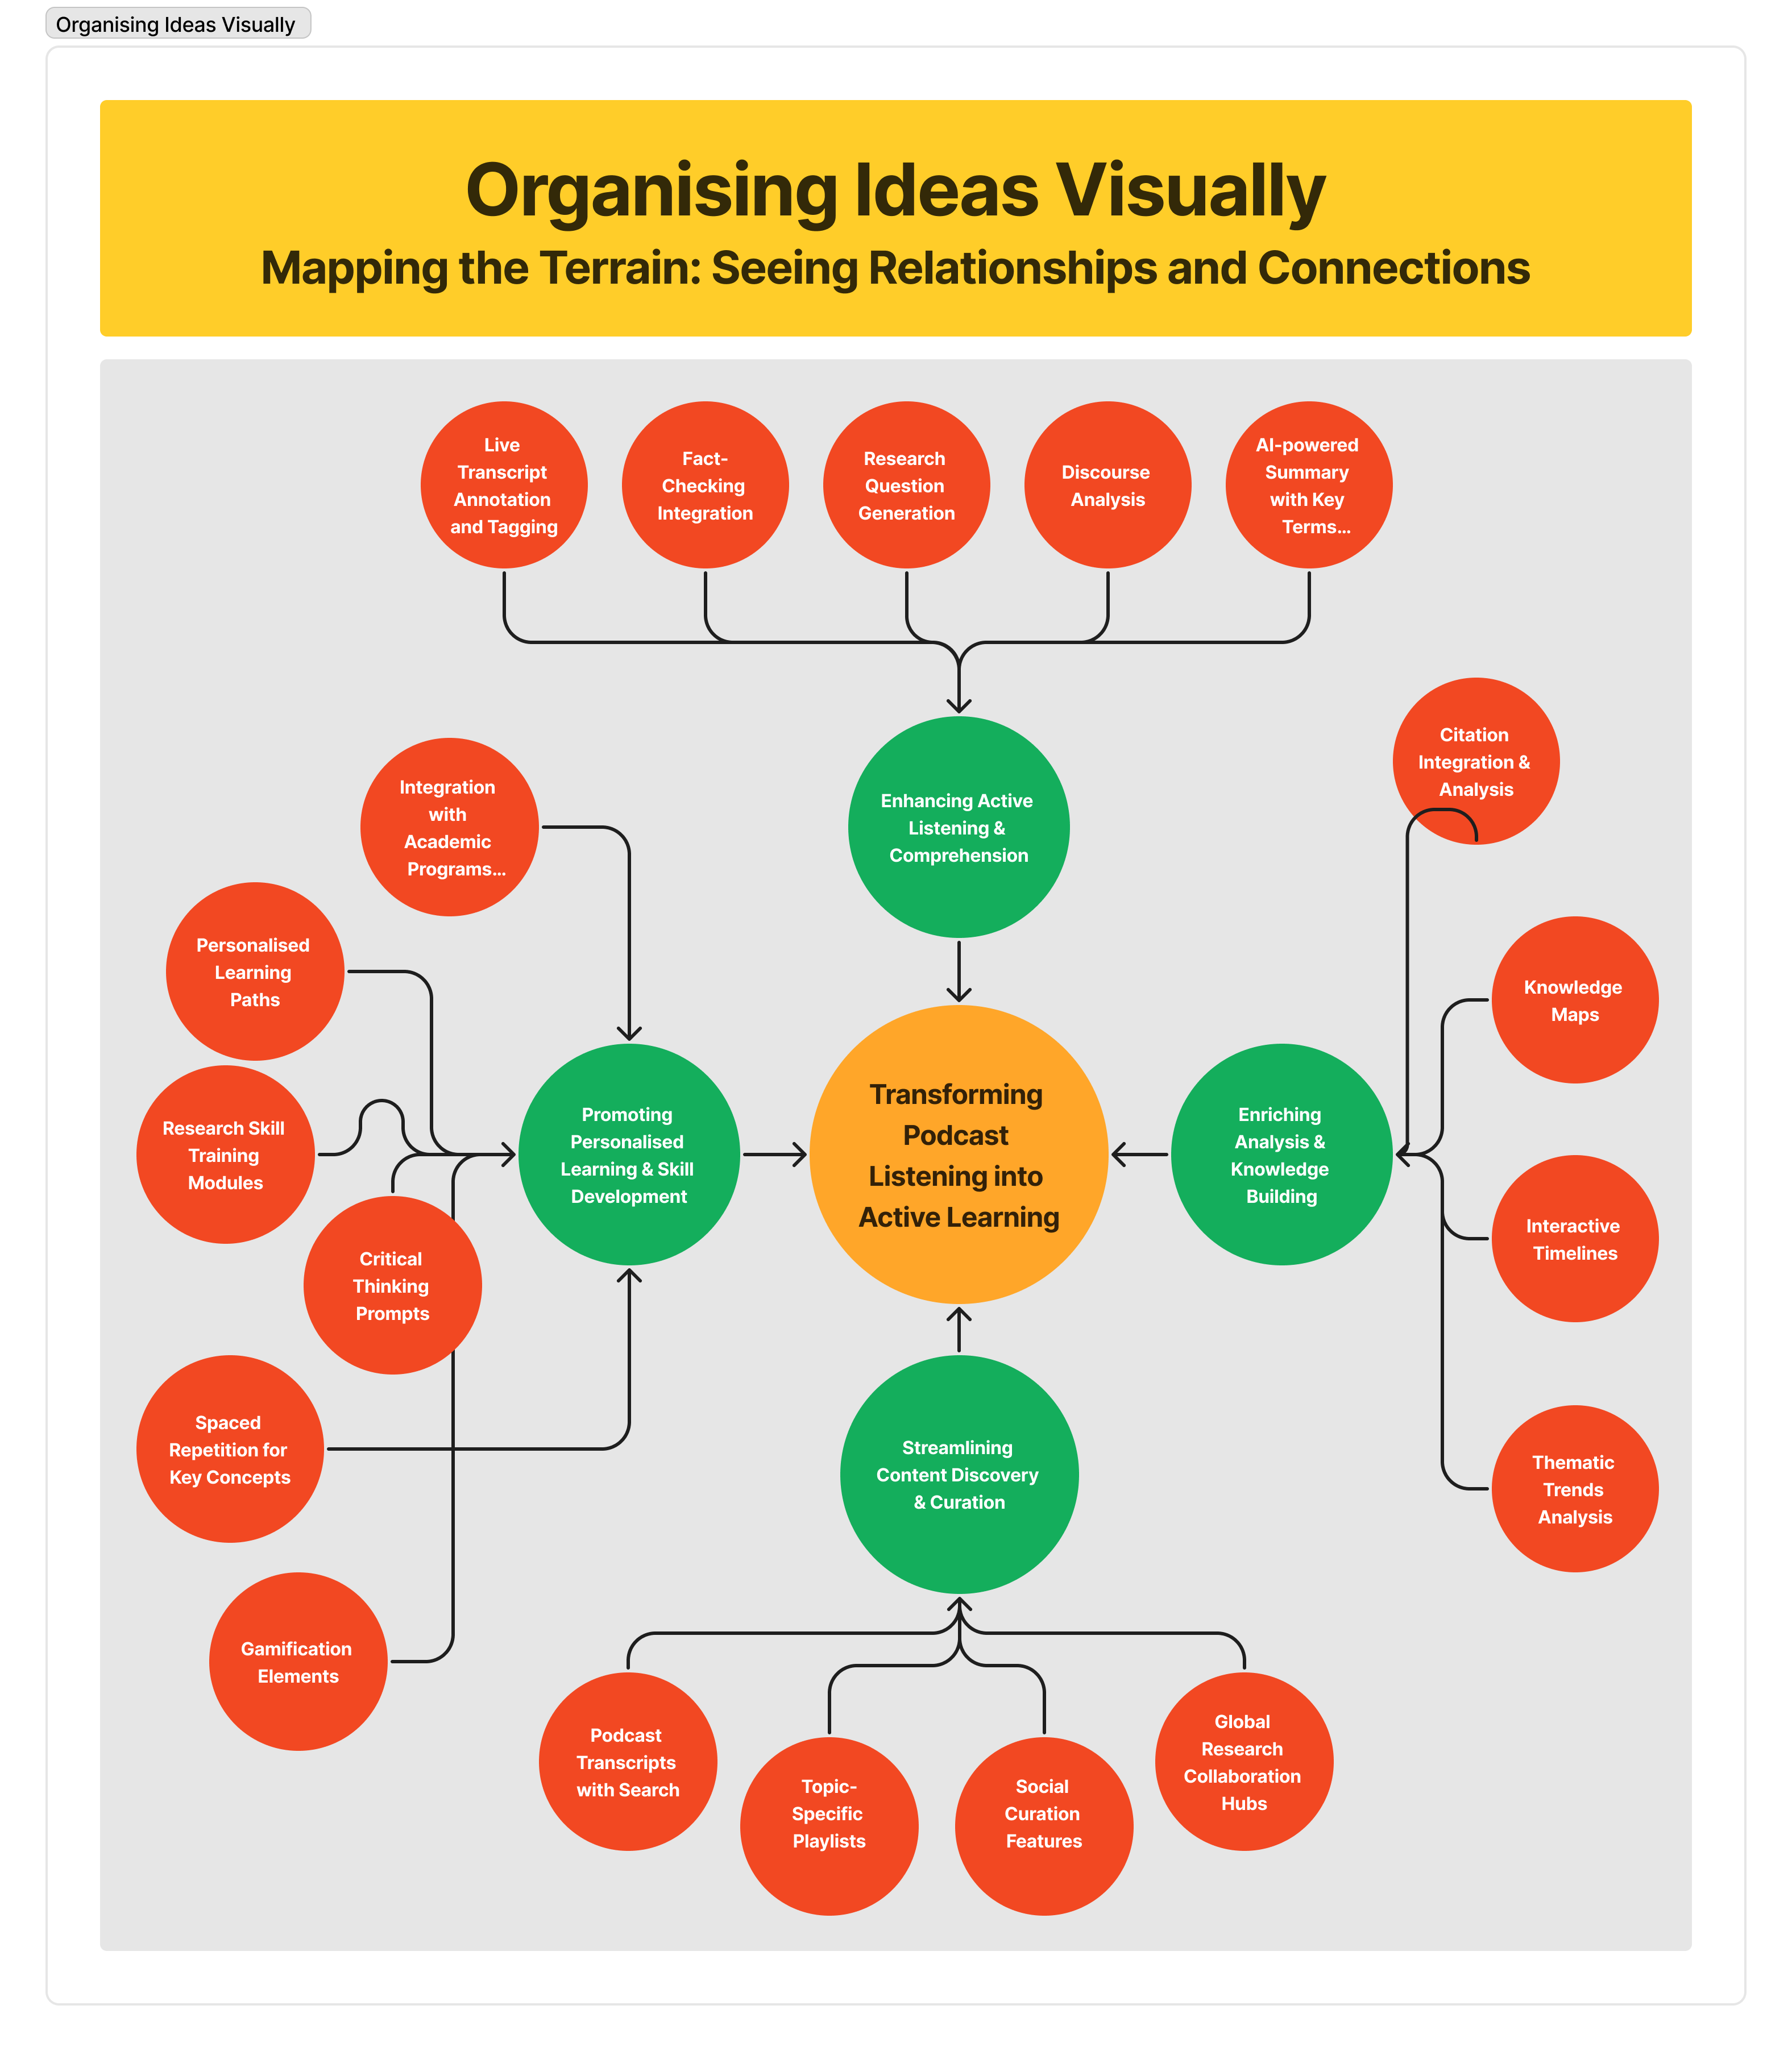 Organising Ideas Visually
Organising Ideas Visually
Mapping the Terrain: Seeing Relationships and Connections
Live
Transcript
Annotation
and Tagging
Fact-
Checking
Integration
Research
Question
Generation
Discourse
Analysis
AI-powered
Summary
with Key
Terms...
Citation
Integration &
Analysis
Enhancing Active
Listening &
Comprehension
Integration
with
Academic
Programs...
Personalised
Learning
Paths
Knowledge
Maps
Research Skill
Training
Modules
Promoting
Personalised
Learning & Skill
Development
Transforming
Podcast
Listening into
Active Learning
Enriching
Analysis &
Knowledge
Building
Interactive
Timelines
Critical
Thinking
Prompts
Spaced
Repetition for
Key Concepts
Streamlining
Content Discovery
& Curation
Thematic
Trends
Analysis
Gamification
Elements
Podcast
Transcripts
with Search
Topic-
Specific
Playlists
Social
Curation
Features
Global
Research
Collaboration
Hubs